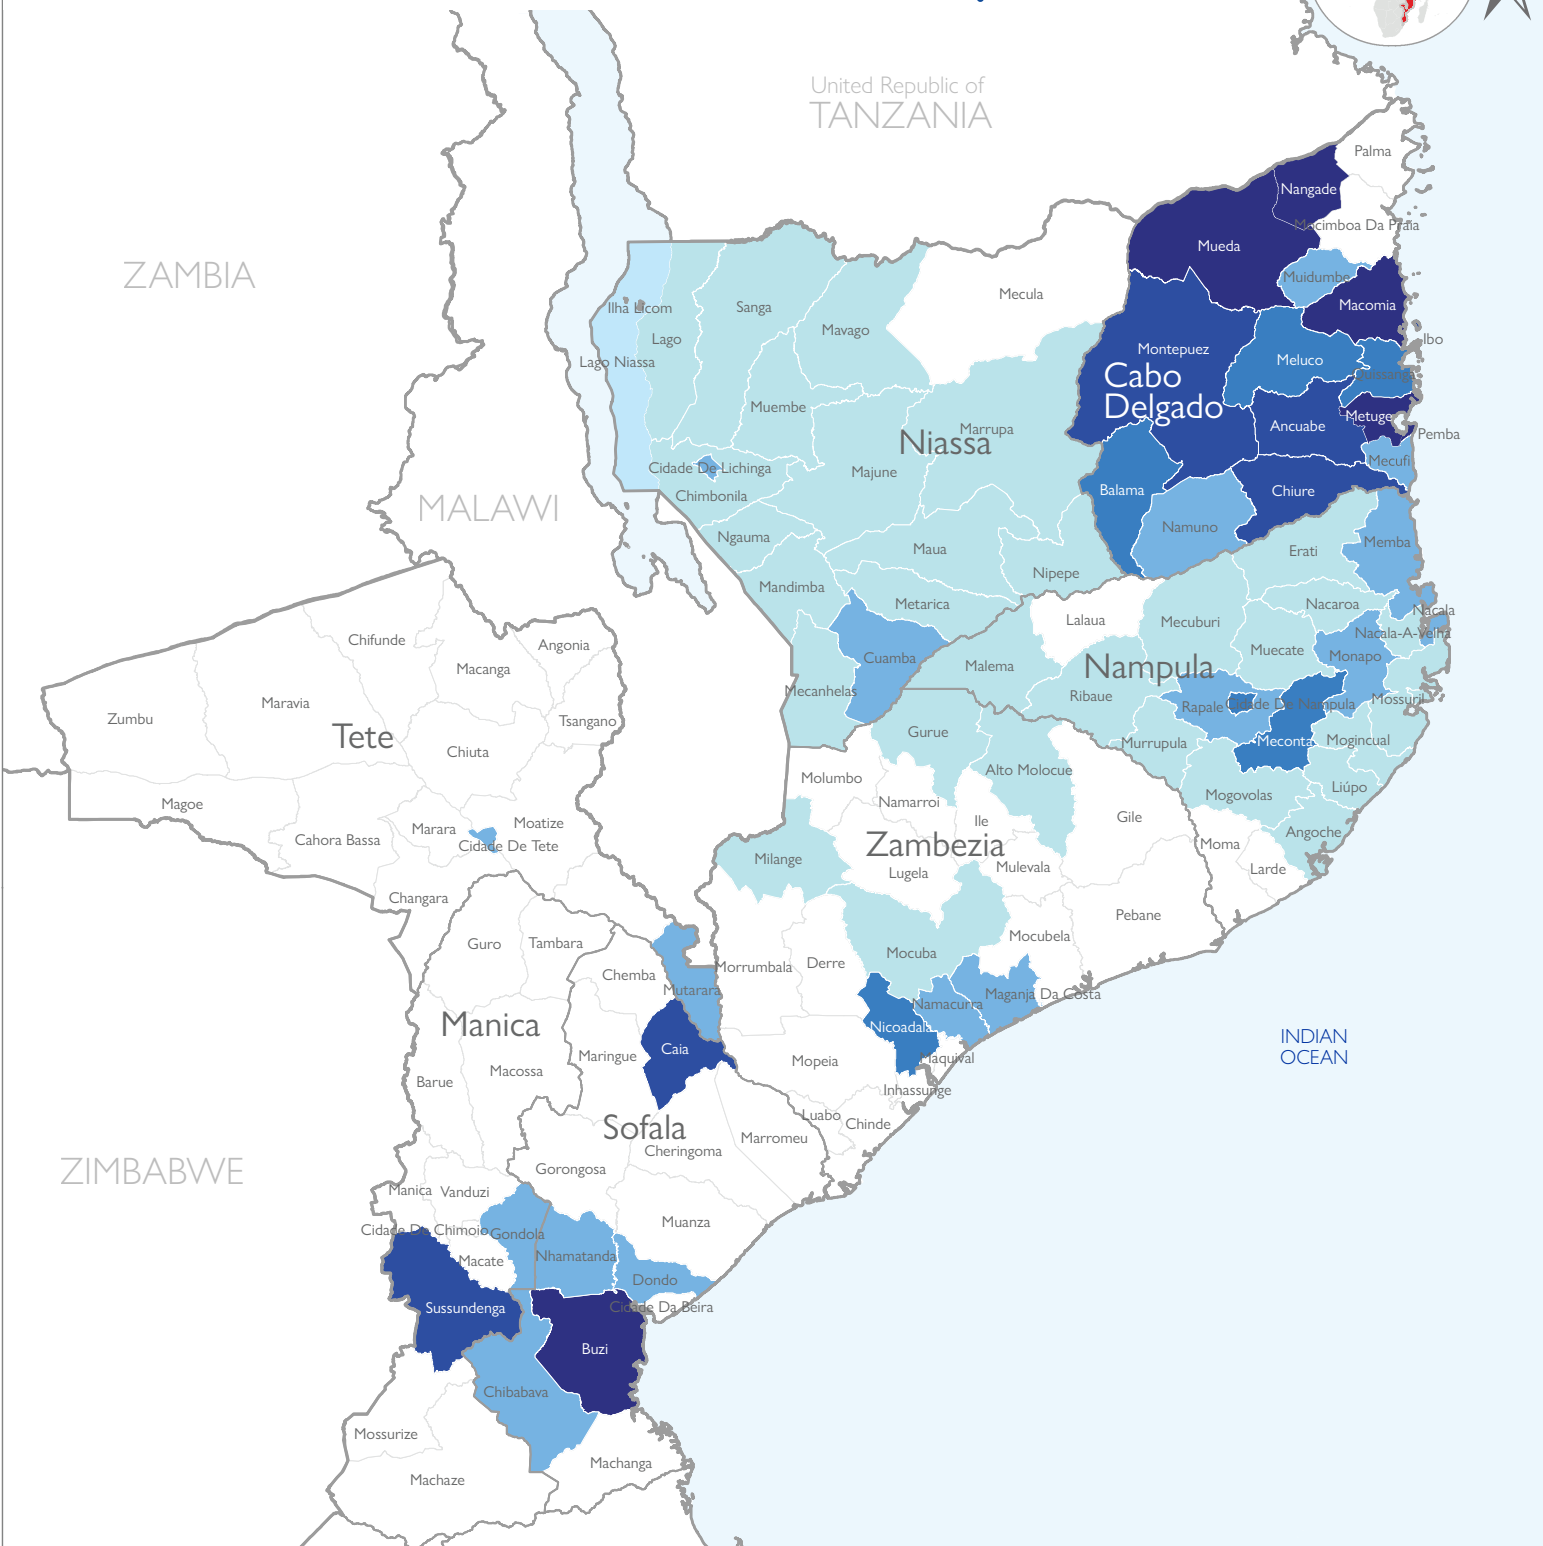 United Republic of
TANZANIA
Palma
Nangade
Mocimboa Da Praia
Mueda
ZAMBIA
Muidumbe
Mecula
Macomia
Ilha Licom
Sanga
Mavago
Lago
Ibo
Montepuez
Meluco
Lago Niassa
Cabo
Delgado
Quissanga
Muembe
Metuge
Ancuabe
Marrupa
Niassa
Pemba
Mecufi
Cidade De Lichinga
Majune
Balama
Chiure
Chimbonila
MALAWI
Namuno
Ngauma
Memba
Maua
Erati
Nipepe
Mandimba
Metarica
Nacaroa
Nacala
Lalaua
Mecuburi
Nacala-A-Velha
Chifunde
Angonia
Muecate
Monapo
Cuamba
Macanga
Malema
Nampula
Mecanhelas
Ribaue
Maravia
Mossuril
Rapale
Cidade De Nampula
Zumbu
Tsangano
Tete
Gurue
Murrupula
Meconta
Mogincual
Chiuta
Alto Molocue
Molumbo
Liúpo
Mogovolas
Magoe
Namarroi
Gile
Ile
Moatize
Marara
Angoche
Cahora Bassa
Cidade De Tete
Zambezia
Moma
Milange
Mulevala
Larde
Lugela
Changara
Pebane
Guro
Tambara
Mocubela
Mocuba
Derre
Morrumbala
Chemba
Mutarara
Maganja Da Costa
Namacurra
Manica
Nicoadala
INDIAN
OCEAN
Caia
Maringue
Maquival
Mopeia
Macossa
Barue
Inhassunge
Luabo
Chinde
Sofala
Marromeu
Cheringoma
Gorongosa
ZIMBABWE
Manica
Vanduzi
Muanza
Cidade De Chimoio
Gondola
Nhamatanda
Macate
Dondo
Sussundenga
Cidade Da Beira
Buzi
Chibabava
Mossurize
Machanga
Machaze